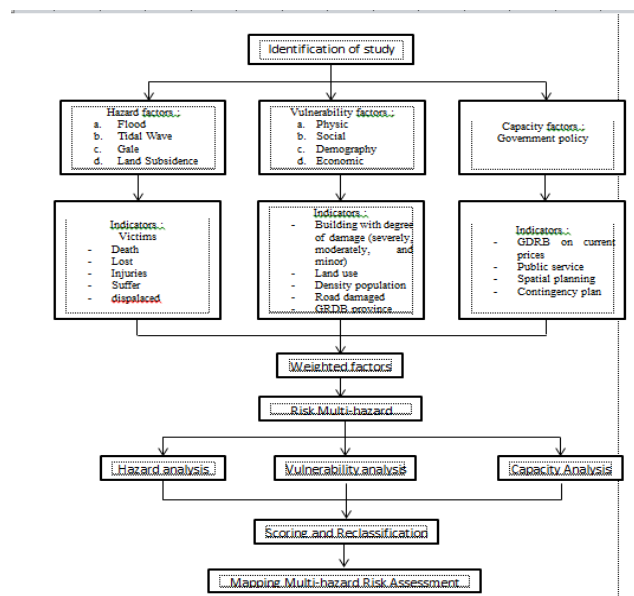 Identification of study
Hazard factors :
a. Flood
b. Tidal Wave
c. Gale
d. Land Subsidence
Vulnerability factors :
a. Physic
b. Social
c. Demography
d. Economic
Capacity factors :
Government policy
Indicators :
Victims
- Death
- Lost
- Injuries
- Suffer
- dispalaced
Indicators :
- Building with degree
of damage (severely,
moderately, and
minor)
- Land use
- Density population
- Road damaged
- GRDB province
Indicators :
- GDRB on current
prices
- Public service
- Spatial planning
- Contingency plan
Weighted factors
Risk Multi-hazard
Hazard analysis
Vulnerability analysis
Capacity Analysis
Scoring and Reclassification
Mapping Multi-hazard Risk Assessment